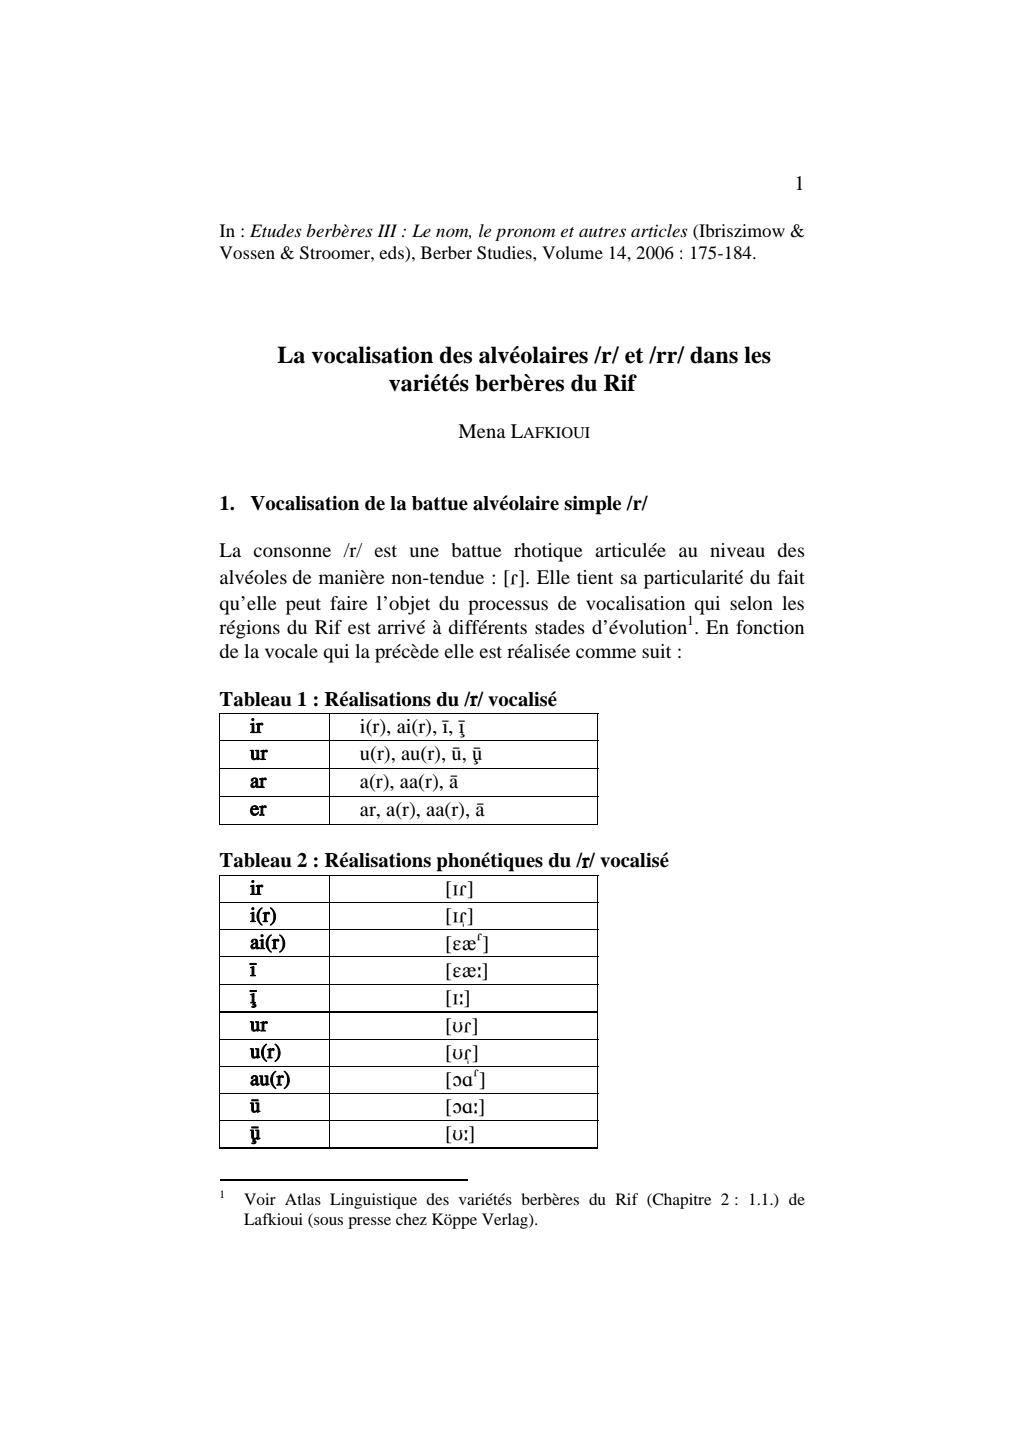 1
In : Etudes berbères III : Le nom, le pronom et autres articles (Ibriszimow &
Vossen & Stroomer, eds), Berber Studies, Volume 14, 2006 : 175-184.
La vocalisation des alvéolaires /r/ et /rr/ dans les
variétés berbères du Rif
Mena LAFKIOUI
1. Vocalisation de la battue alvéolaire simple /r/
La consonne /r/ est une battue rhotique articulée au niveau des
alvéoles de manière non-tendue : [ɾ]. Elle tient sa particularité du fait
qu’elle peut faire l’objet du processus de vocalisation qui selon les
régions du Rif est arrivé à différents stades d’évolution¹. En fonction
de la vocale qui la précède elle est réalisée comme suit :
Tableau 1 : Réalisations du /r/ vocalisé
ir i(r), ai(r), ī, ī̧
ur u(r), au(r), ū, ū̧
ar a(r), aa(r), ā
er ar, a(r), aa(r), ā
Tableau 2 : Réalisations phonétiques du /r/ vocalisé
ir [ɪɾ]
i(r) [ɪɾ̩]
ai(r) [ɛæᶠ]
ī [ɛæː]
ī̧ [ɪː]
ur [ʊɾ]
u(r) [ʊɾ̩]
au(r) [ɔɑᶠ]
ū [ɔɑː]
ū̧ [ʊː]
¹ Voir Atlas Linguistique des variétés berbères du Rif (Chapitre 2 : 1.1.) de
Lafkioui (sous presse chez Köppe Verlag).